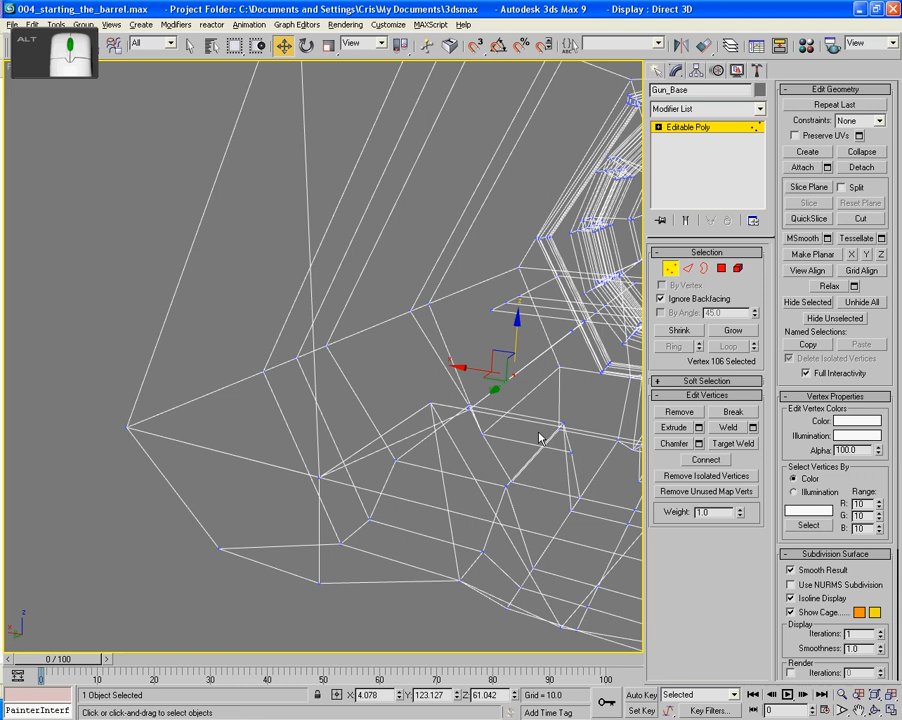 004_starting_the_barrel.max - Project Folder: C:\Documents and Settings\Cris\My Documents\3dsmax - Autodesk 3ds Max 9 - Display : Direct 3D
Create Modifiers Animation Graph Editors Rendering Customize MAXScript Help
ALT
All
View
View
Gun_Base
Modifier List
Editable Poly
Selection
By Vertex
Ignore Backfacing
By Angle: 45.0
Shrink Grow
Ring Loop
Vertex 106 Selected
Soft Selection
Edit Vertices
Remove Break
Extrude Weld
Chamfer Target Weld
Connect
Remove Isolated Vertices
Remove Unused Map Verts
Weight: 1.0
Edit Geometry
Repeat Last
Constraints: None
Preserve UVs
Create Collapse
Attach Detach
Slice Plane Split
Slice Reset Plane
QuickSlice Cut
MSmooth Tessellate
Make Planar X Y Z
View Align Grid Align
Relax
Hide Selected Unhide All
Hide Unselected
Named Selections:
Copy Paste
Delete Isolated Vertices
Full Interactivity
Vertex Properties
Edit Vertex Colors
Color:
Illumination:
Alpha: 100.0
Select Vertices By
Color
Illumination
Range:
R: 10
G: 10
B: 10
Select
Subdivision Surface
Smooth Result
Use NURMS Subdivision
Isoline Display
Show Cage......
Display
Iterations: 1
Smoothness: 1.0
Render
Iterations: 0
z
x
0 / 100
0 10 20 30 40 50 60 70 80 90 100
1 Object Selected X: 4.078 Y: 123.127 Z: 61.042 Grid = 10.0 Auto Key Selected
PainterInterf Click or click-and-drag to select objects Add Time Tag Set Key Key Filters... 0